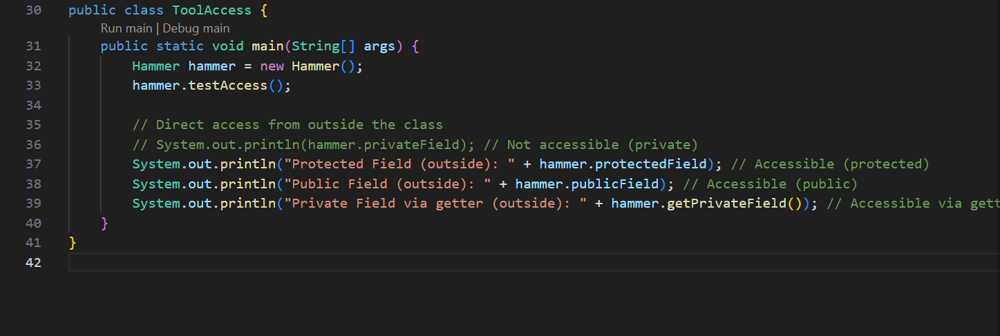 30 public class ToolAccess {
Run main | Debug main
31 public static void main(String[] args) {
32 Hammer hammer = new Hammer();
33 hammer.testAccess();
34
35 // Direct access from outside the class
36 // System.out.println(hammer.privateField); // Not accessible (private)
37 System.out.println("Protected Field (outside): " + hammer.protectedField); // Accessible (protected)
38 System.out.println("Public Field (outside): " + hammer.publicField); // Accessible (public)
39 System.out.println("Private Field via getter (outside): " + hammer.getPrivateField()); // Accessible via gett
40 }
41 }
42